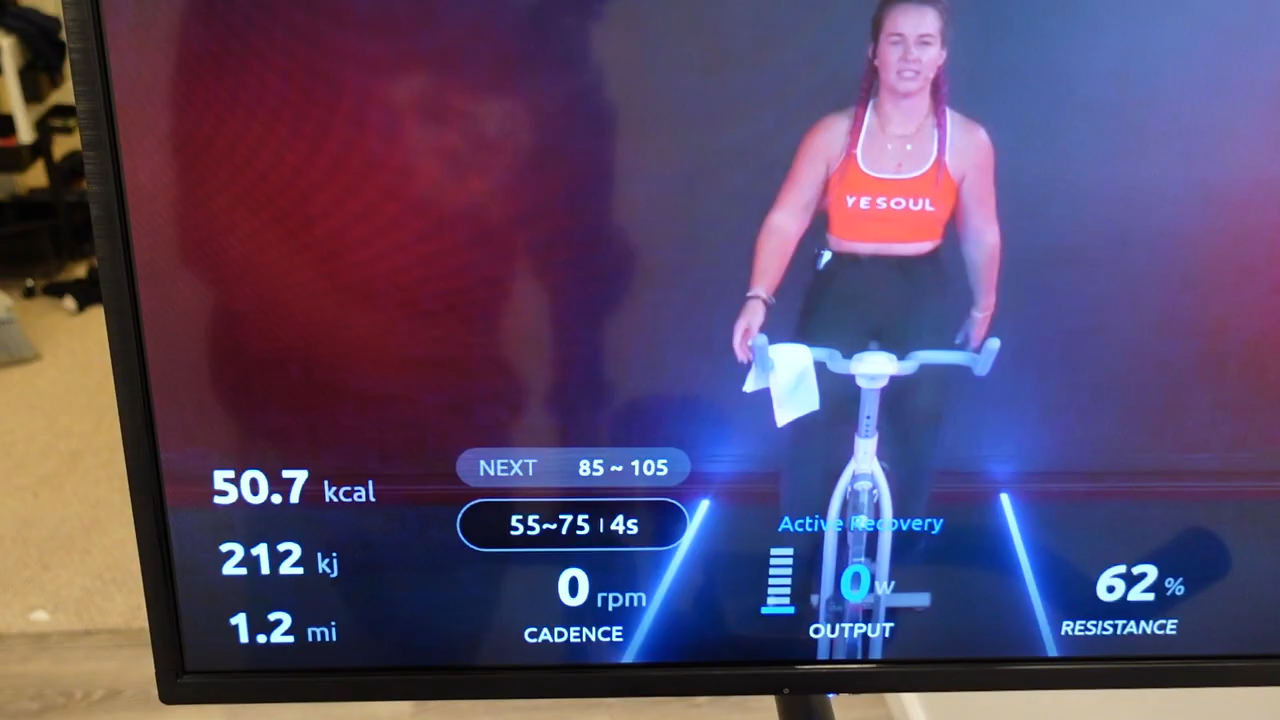 YESOUL
50.7 kcal
212 kj
1.2 mi
NEXT 85 ~ 105
55~75 | 4s
0 rpm
CADENCE
Active Recovery
0 w
OUTPUT
62 %
RESISTANCE